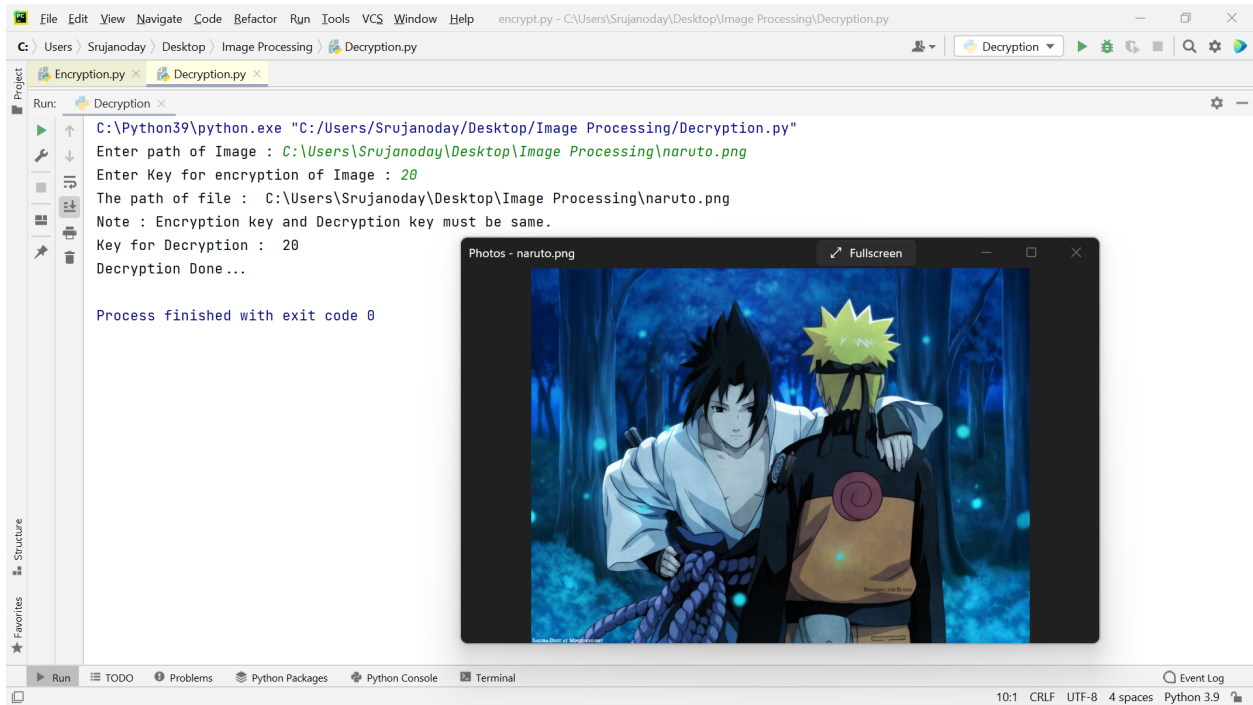 File Edit View Navigate Code Refactor Run Tools VCS Window Help encrypt.py - C:\Users\Srujanoday\Desktop\Image Processing\Decryption.py
C: Users Srujanoday Desktop Image Processing Decryption.py Decryption
Project
Encryption.py Decryption.py
Run: Decryption
C:\Python39\python.exe "C:/Users/Srujanoday/Desktop/Image Processing/Decryption.py"
Enter path of Image : C:\Users\Srujanoday\Desktop\Image Processing\naruto.png
Enter Key for encryption of Image : 20
The path of file :  C:\Users\Srujanoday\Desktop\Image Processing\naruto.png
Note : Encryption key and Decryption key must be same.
Key for Decryption :  20
Decryption Done...
Process finished with exit code 0
Photos - naruto.png Fullscreen
Structure
Favorites
Run TODO Problems Python Packages Python Console Terminal Event Log
10:1 CRLF UTF-8 4 spaces Python 3.9